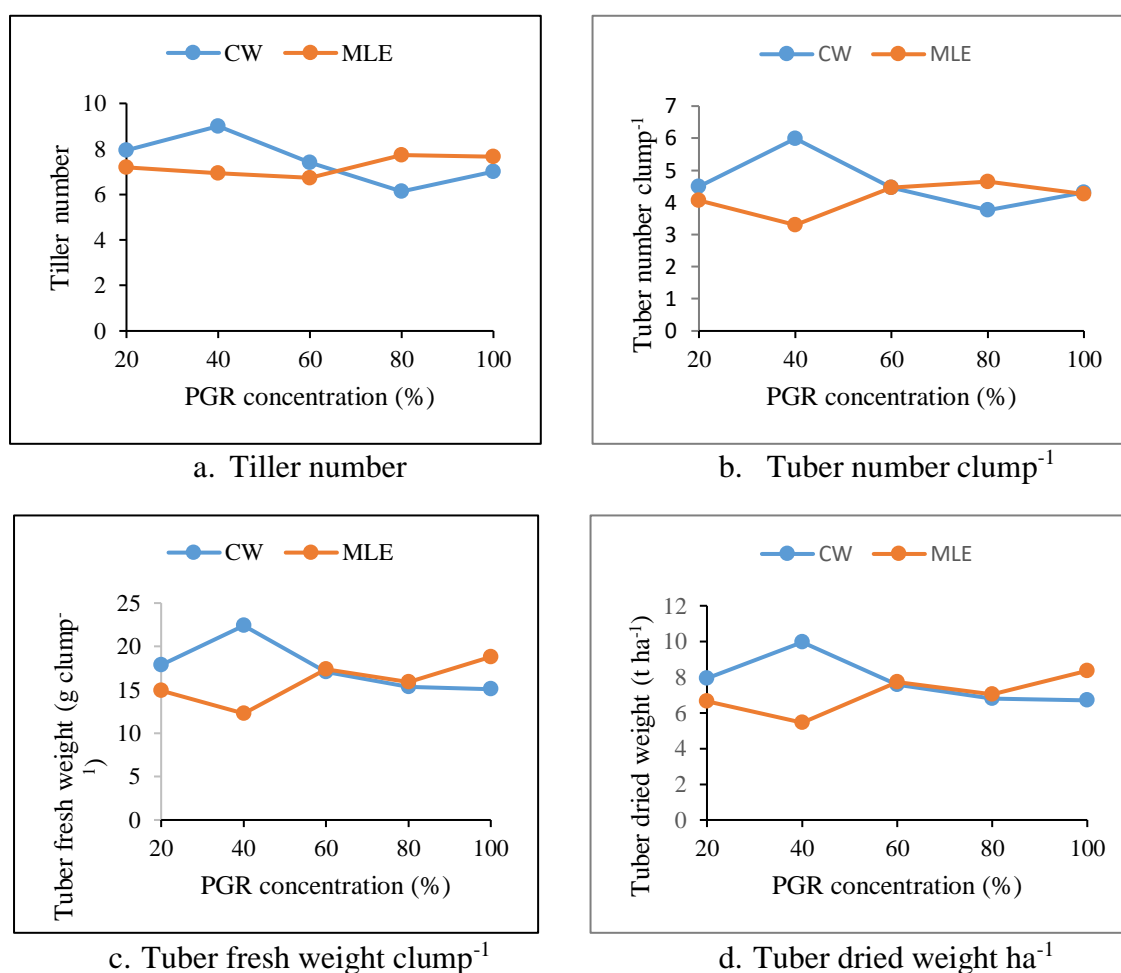 CW MLE
Tiller number
10
8
6
4
2
0
20 40 60 80 100
PGR concentration (%)
a. Tiller number
CW MLE
Tuber number clump-1
7
6
5
4
3
2
1
0
20 40 60 80 100
PGR concentration (%)
b. Tuber number clump-1
CW MLE
Tuber fresh weight (g clump-
1)
25
20
15
10
5
0
20 40 60 80 100
PGR concentration (%)
c. Tuber fresh weight clump-1
CW MLE
Tuber dried weight (t ha-1)
12
10
8
6
4
2
0
20 40 60 80 100
PGR concentration (%)
d. Tuber dried weight ha-1